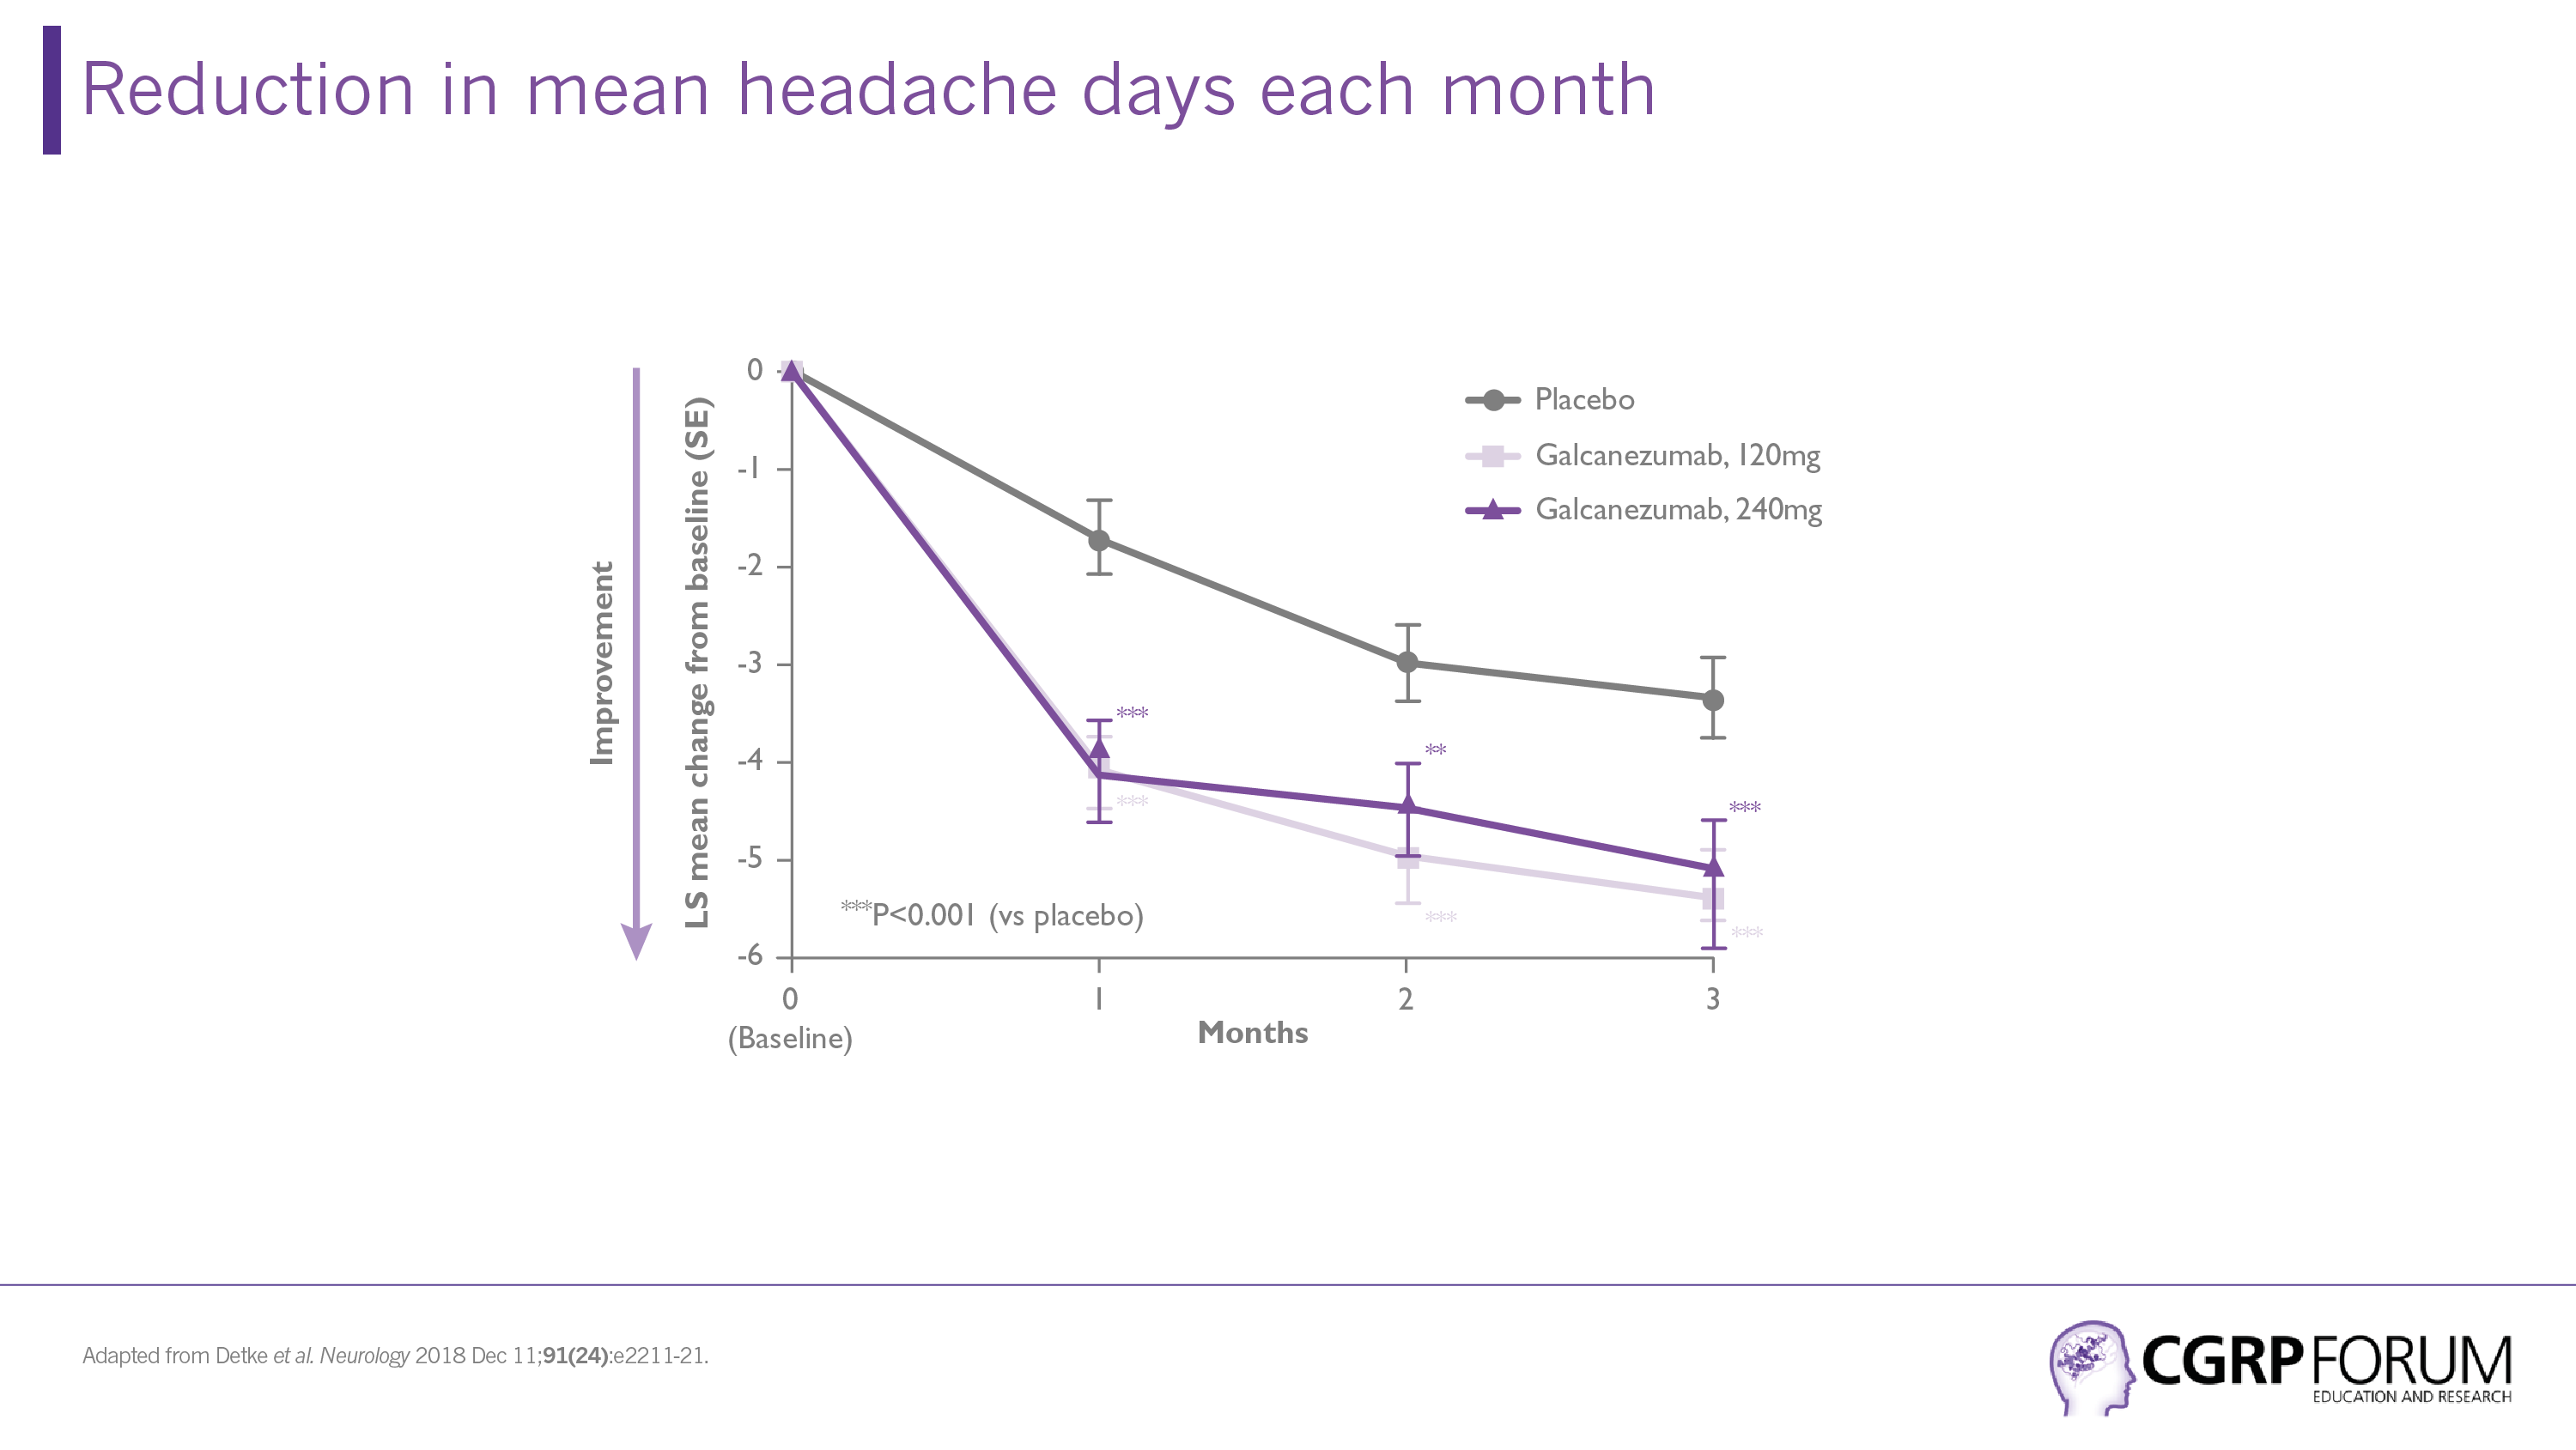 Reduction in mean headache days each month
Improvement
LS mean change from baseline (SE)
0
-1
-2
-3
-4
-5
-6
Placebo
Galcanezumab, 120mg
Galcanezumab, 240mg
***
***
**
***
***
***
***P<0.001 (vs placebo)
0
1
2
3
(Baseline)
Months
Adapted from Detke et al. Neurology 2018 Dec 11;91(24):e2211-21.
CGRP FORUM
EDUCATION AND RESEARCH